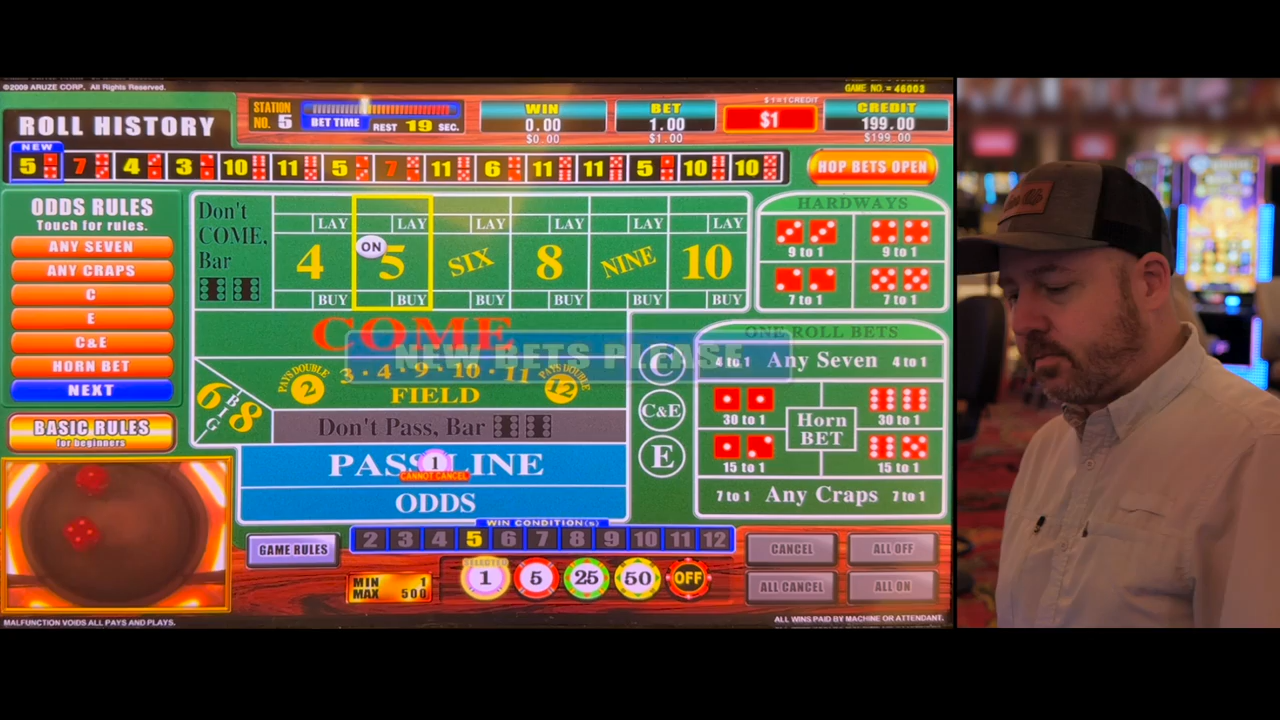 ©2009 ARUZE CORP. All Rights Reserved.
GAME NO.= 46003
ROLL HISTORY
STATION NO. 5
BET TIME
REST 19 SEC.
WIN
0.00
$0.00
BET
1.00
$1.00
$1=1CREDIT
$1
CREDIT
199.00
$199.00
NEW
5 7 4 3 10 11 5 7 11 6 11 11 5 10 10
HOP BETS OPEN
ODDS RULES
Touch for rules.
ANY SEVEN
ANY CRAPS
C
E
C&E
HORN BET
NEXT
BASIC RULES
for beginners
Don't
COME,
Bar
LAY LAY LAY LAY LAY LAY
ON
4 5 SIX 8 NINE 10
BUY BUY BUY BUY BUY BUY
HARDWAYS
9 to 1 9 to 1
7 to 1 7 to 1
COME
NEW BETS PLEASE
PAYS DOUBLE
2
3 · 4 · 9 · 10 · 11
PAYS DOUBLE
12
FIELD
6 8
BIG
Don't Pass, Bar
PASS LINE
1
CANNOT CANCEL
ODDS
C
C&E
E
ONE ROLL BETS
4 to 1 Any Seven 4 to 1
30 to 1 30 to 1
Horn
BET
15 to 1 15 to 1
7 to 1 Any Craps 7 to 1
WIN CONDITION(s)
2 3 4 5 6 7 8 9 10 11 12
GAME RULES
MIN 1
MAX 500
SELECTED
1 5 25 50 OFF
CANCEL
ALL OFF
ALL CANCEL
ALL ON
MALFUNCTION VOIDS ALL PAYS AND PLAYS.
ALL WINS PAID BY MACHINE OR ATTENDANT.